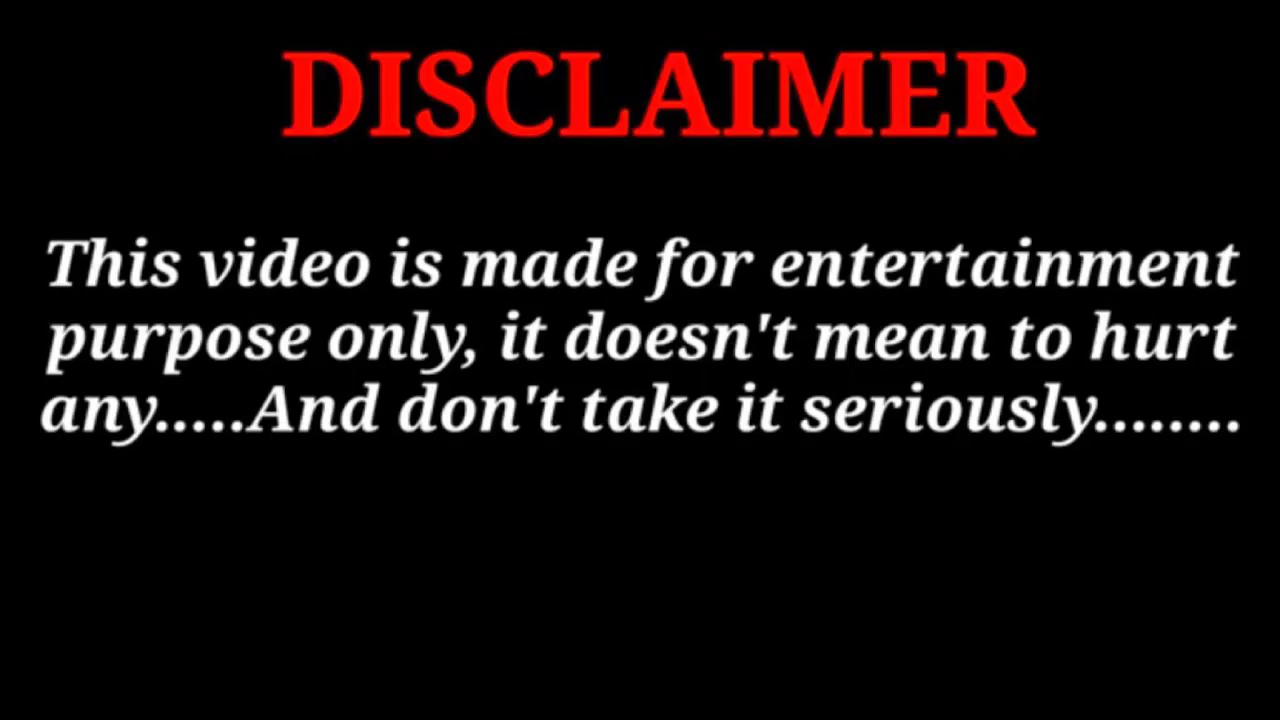 DISCLAIMER
This video is made for entertainment
purpose only, it doesn't mean to hurt
any.....And don't take it seriously........